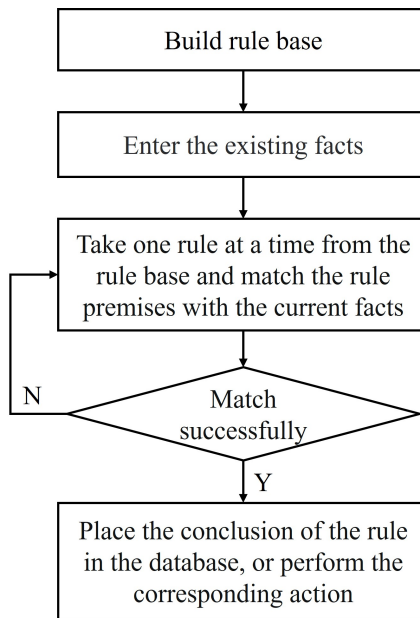 Build rule base
Enter the existing facts
Take one rule at a time from the
rule base and match the rule
premises with the current facts
N
Match
successfully
Y
Place the conclusion of the rule
in the database, or perform the
corresponding action